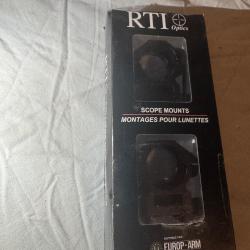 RTI
Optics
SCOPE MOUNTS
MONTAGES POUR LUNETTES
EUROP-ARM